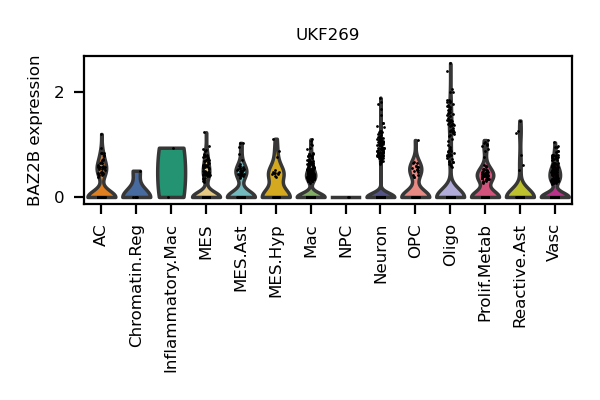 UKF269
BAZ2B expression
2
0
AC
Chromatin.Reg
Inflammatory.Mac
MES
MES.Ast
MES.Hyp
Mac
NPC
Neuron
OPC
Oligo
Prolif.Metab
Reactive.Ast
Vasc